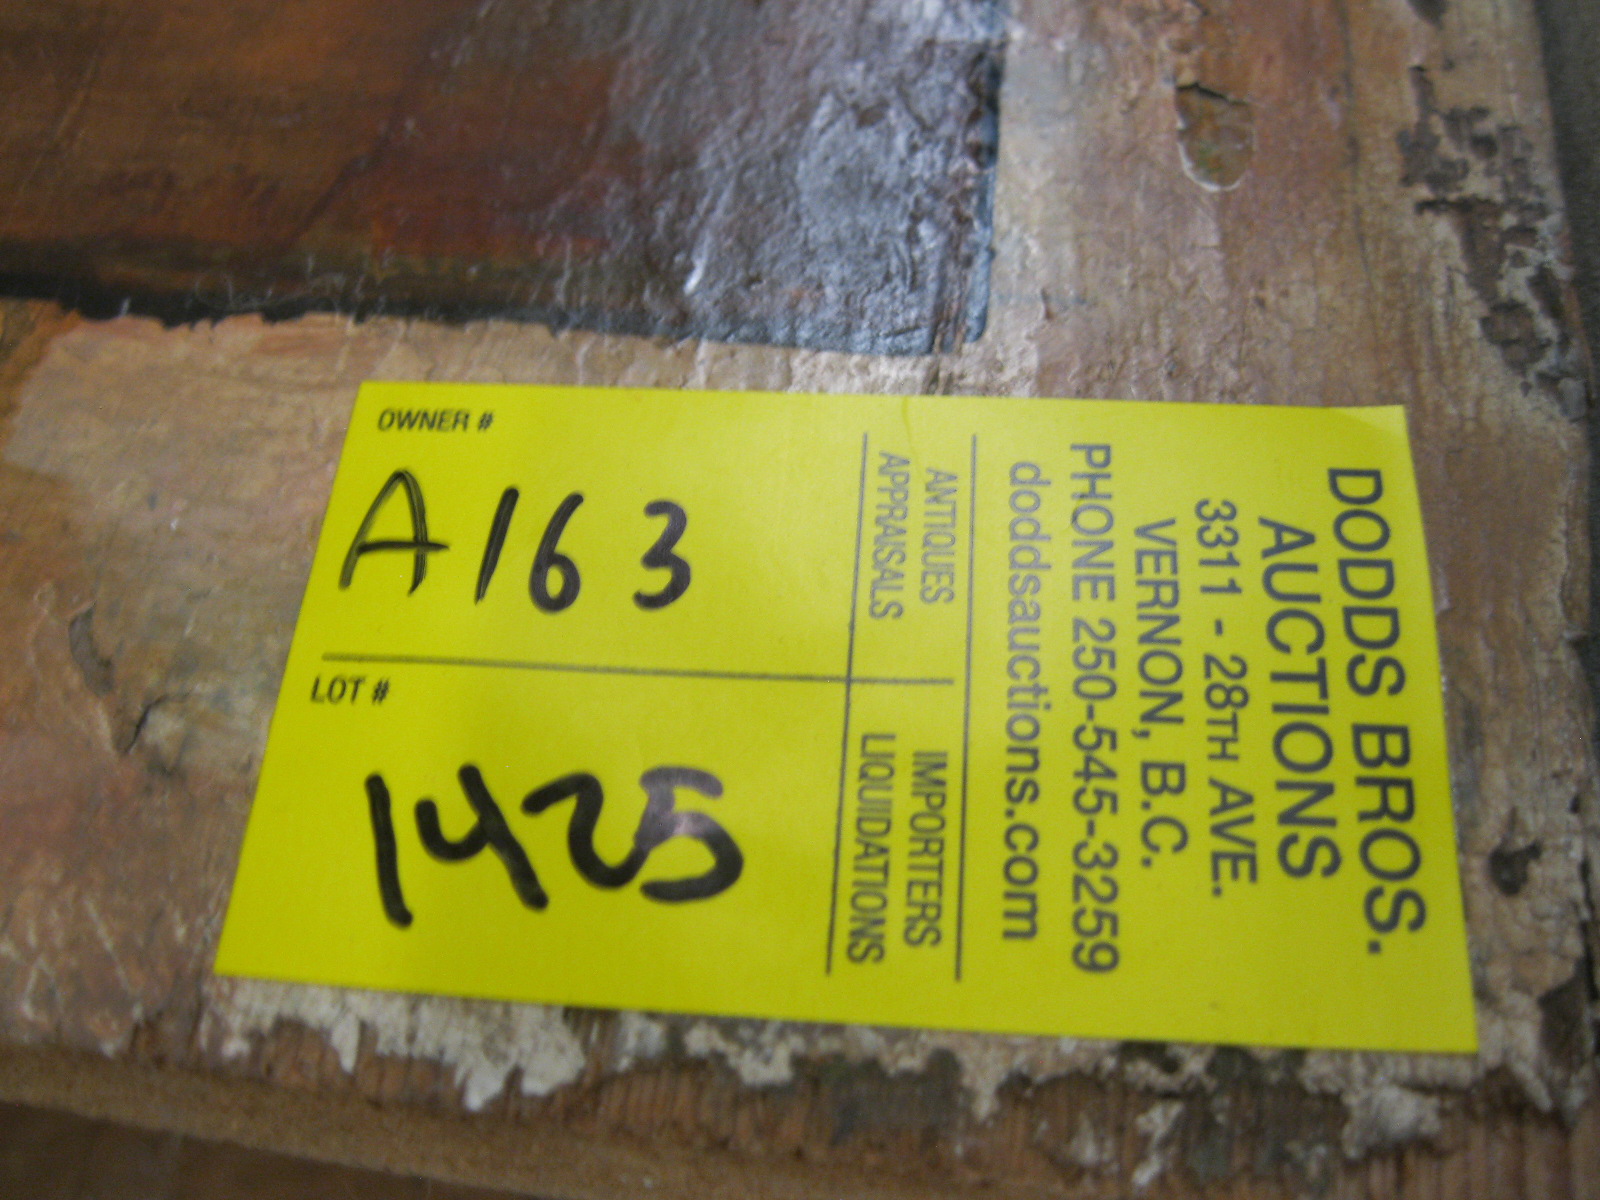 DODDS BROS.
AUCTIONS
3311 - 28TH AVE.
VERNON, B.C.
PHONE 250-545-3259
doddsauctions.com
ANTIQUES
APPRAISALS
IMPORTERS
LIQUIDATIONS
OWNER #
A163
LOT #
1425